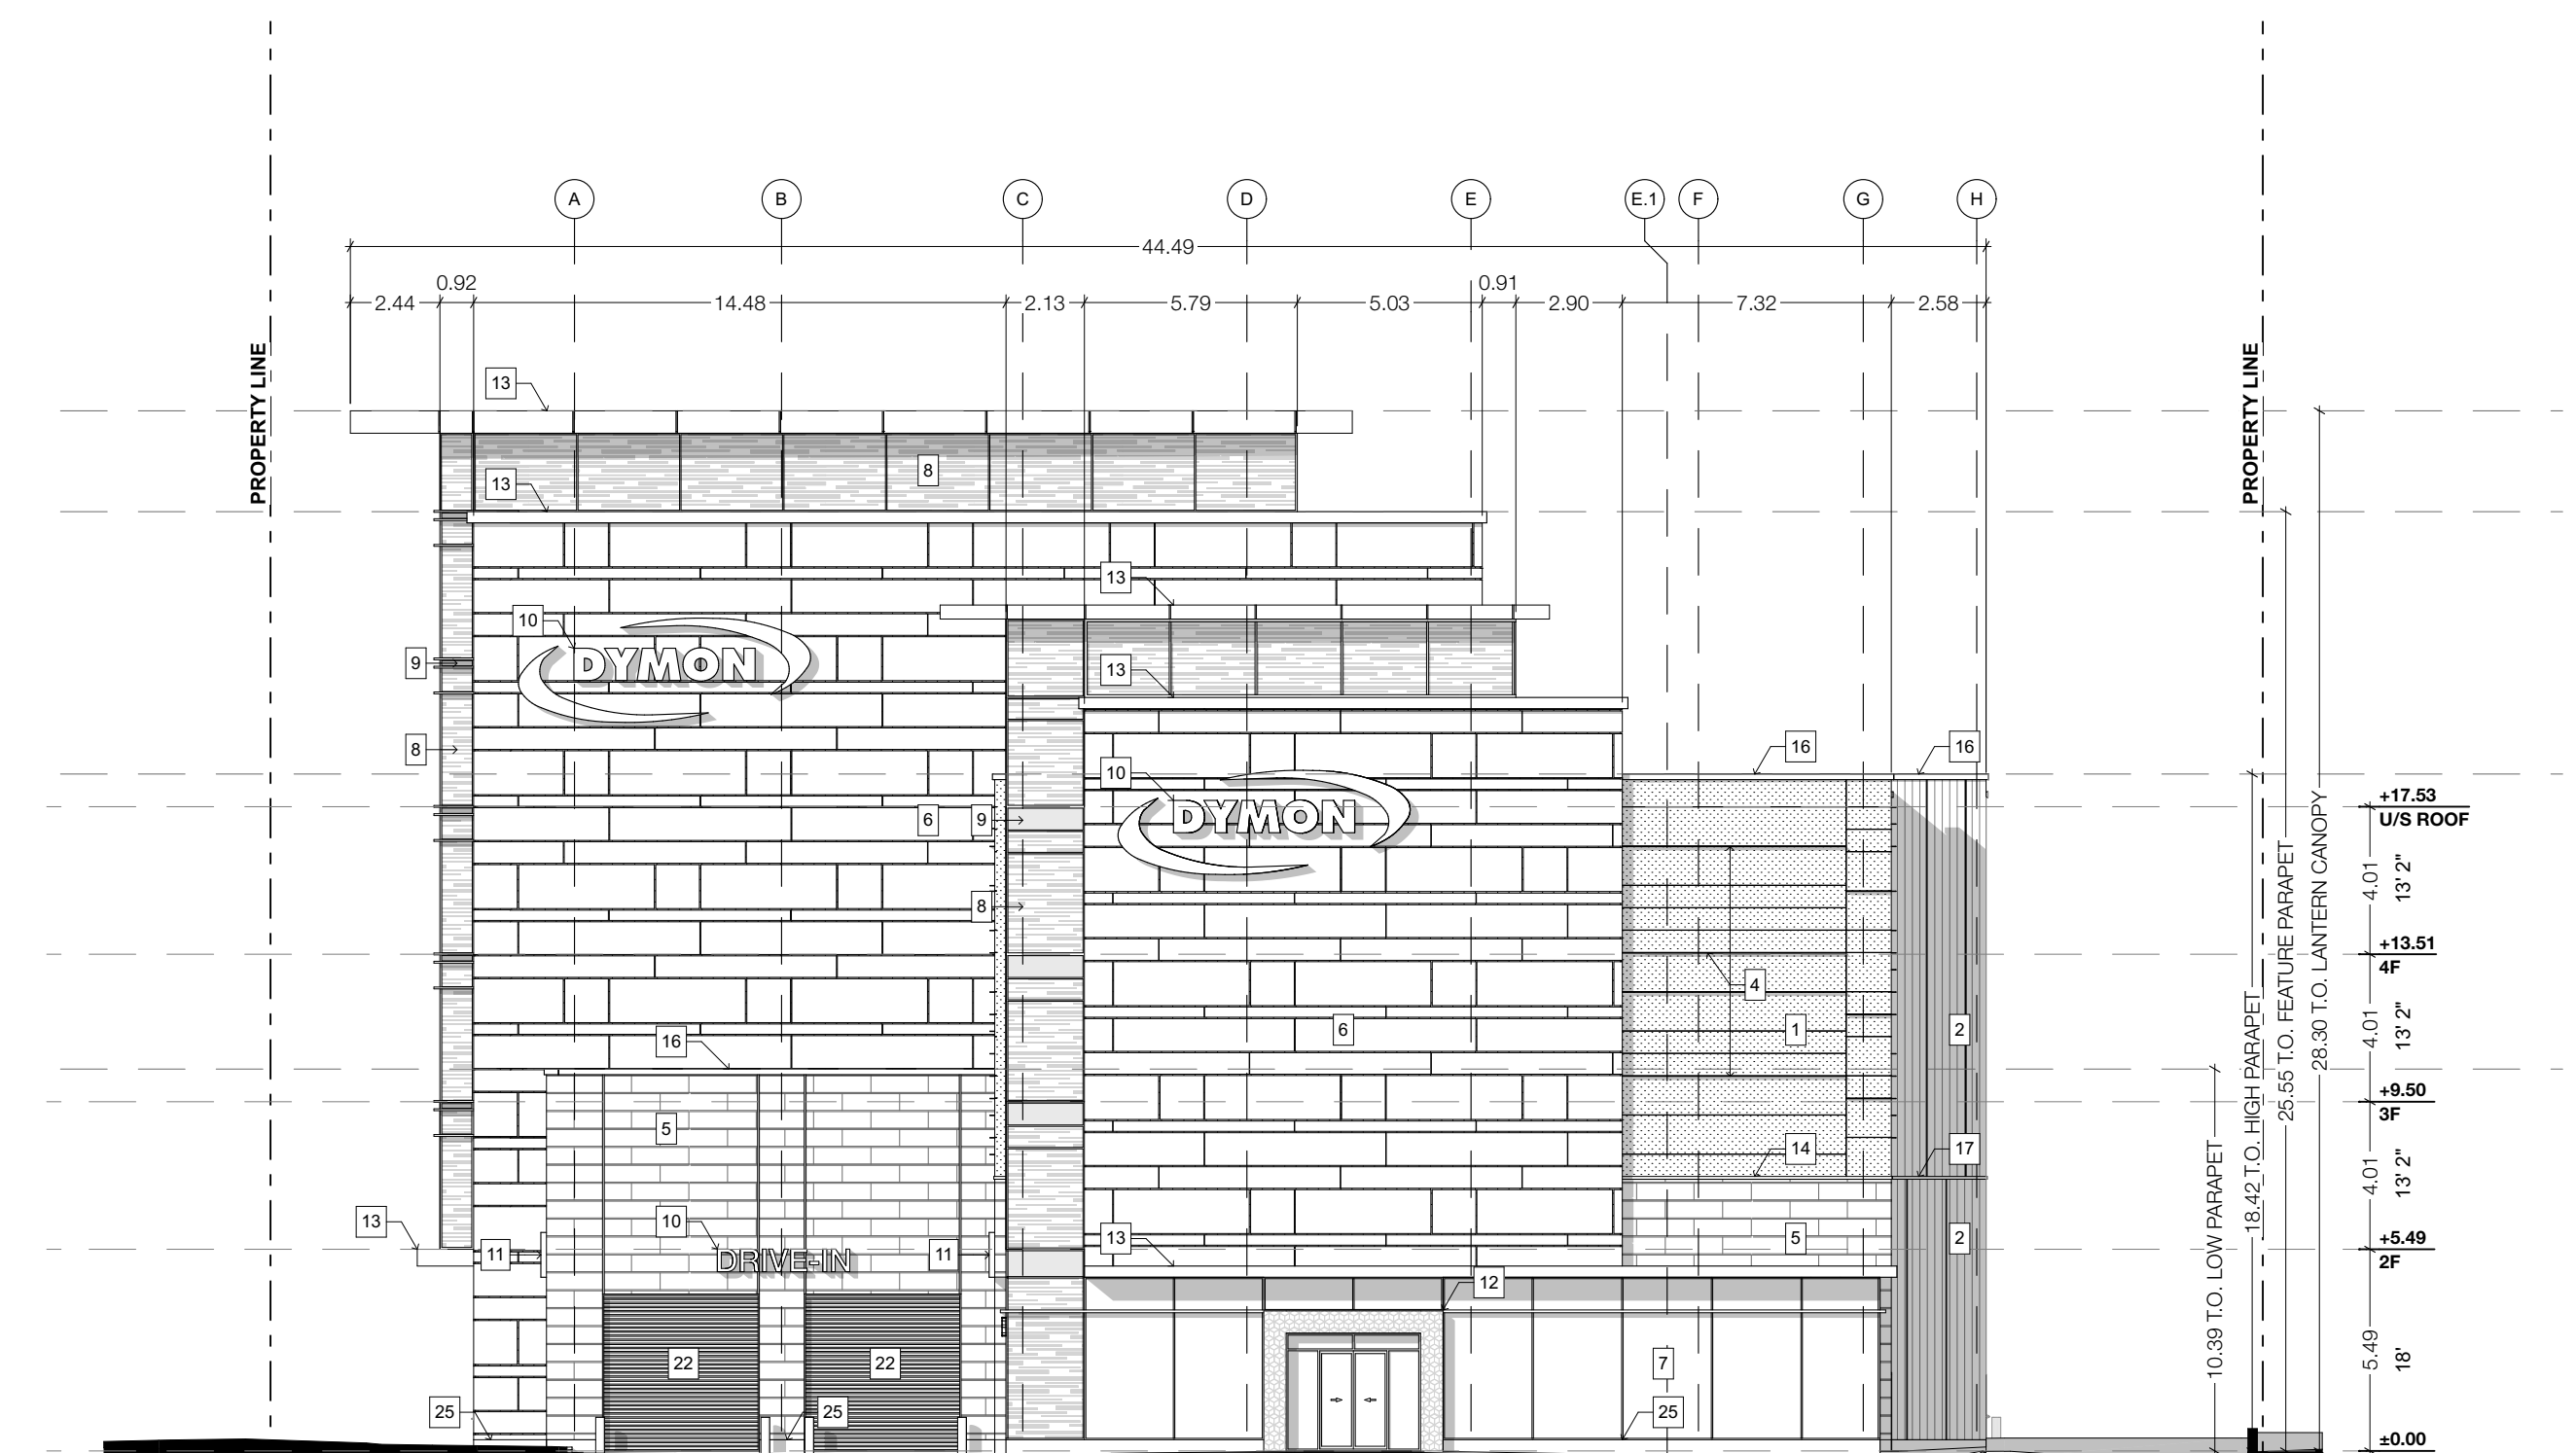 A B C D E E.1 F G H
44.49
0.92 0.91
2.44 14.48 2.13 5.79 5.03 2.90 7.32 2.58
PROPERTY LINE
PROPERTY LINE
13
8
13
13
10
DYMON
9
13
8
16 16
10
DYMON
6 9
+17.53
U/S ROOF
4.01 13' 2"
8
+13.51
4F
4
6 1 2
16
4.01 13' 2"
+9.50
3F
5
14 17
4.01 13' 2"
13 10 5 2
11 DRIVE-IN 11 13
+5.49
2F
12
22 22 7
5.49 18'
25 25 25
±0.00
10.39 T.O. LOW PARAPET
18.42 T.O. HIGH PARAPET
25.55 T.O. FEATURE PARAPET
28.30 T.O. LANTERN CANOPY